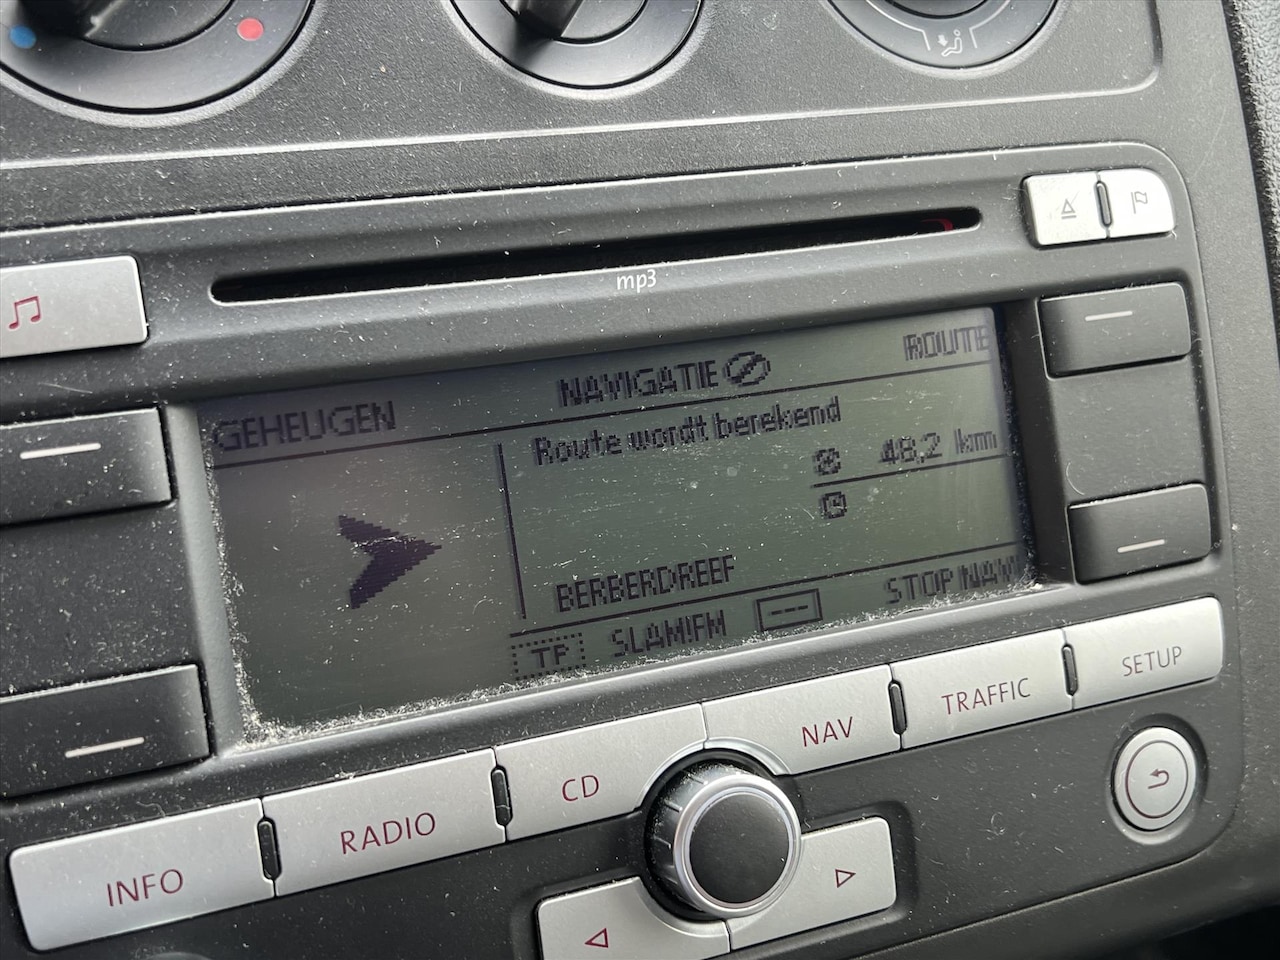 mp3
GEHEUGEN
NAVIGATIE
ROUTE
Route wordt berekend
48.2 km
BERBERDREEF
TP
SLAM!FM
---
STOP NAVI
INFO
RADIO
CD
NAV
TRAFFIC
SETUP